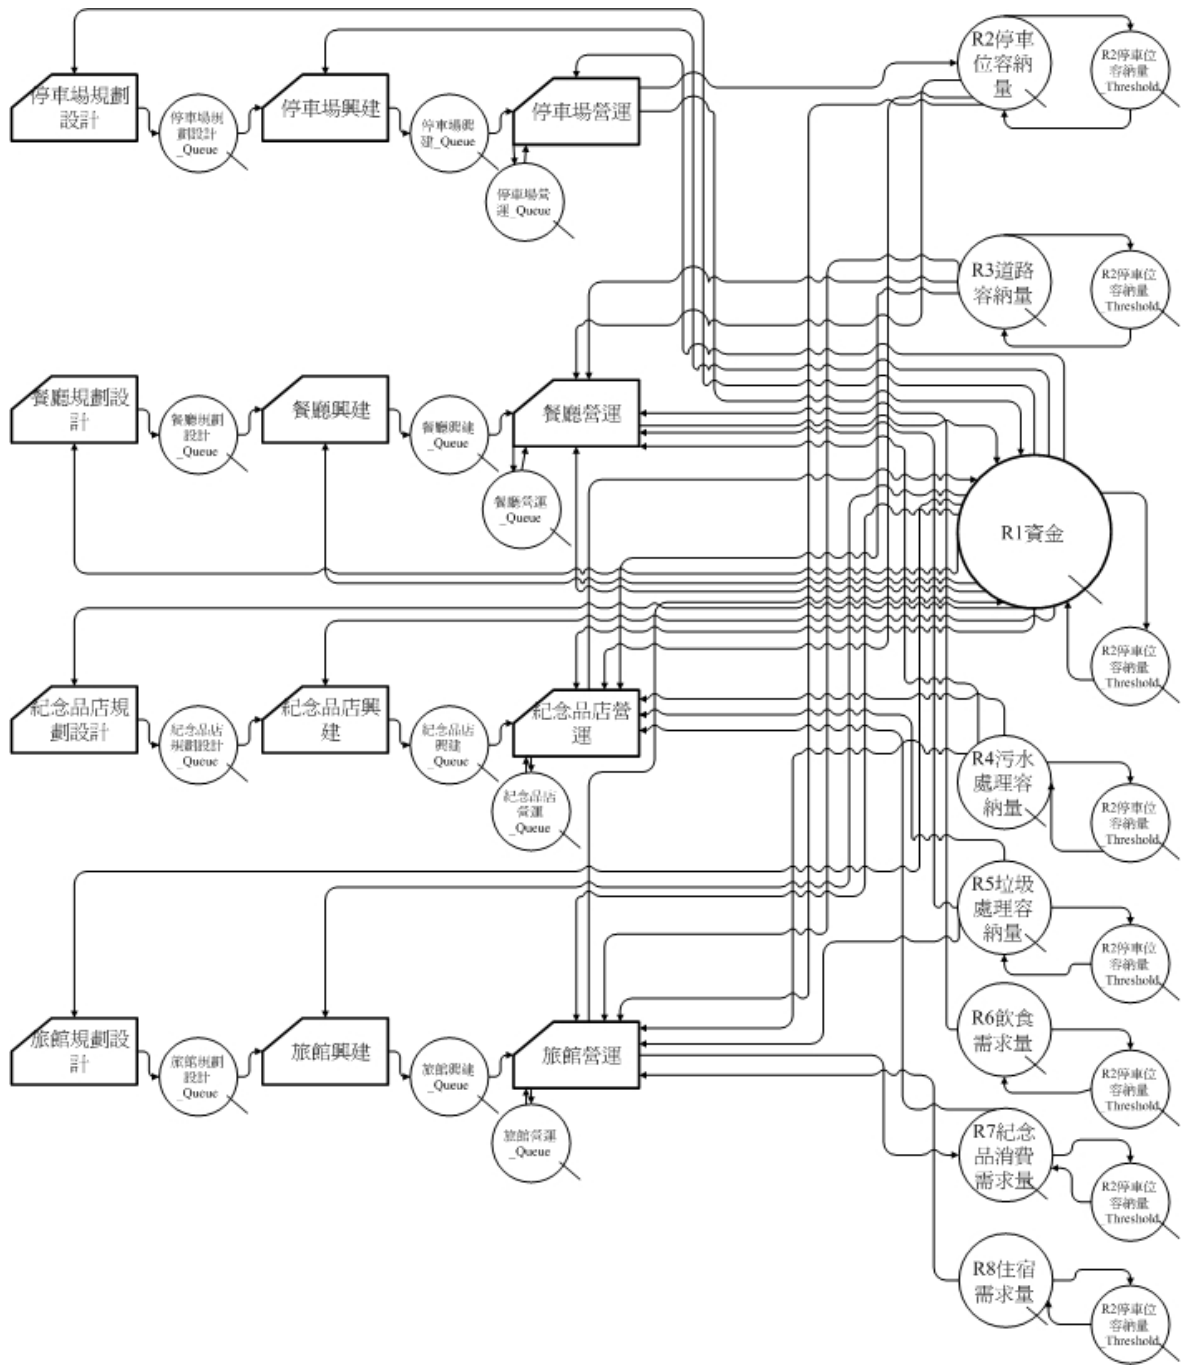 R2停車
位容納
量
R2停車位
容納量
_Threshold
停車場規劃
設計
停車場規
劃設計
_Queue
停車場興建
停車場興
建_Queue
停車場營運
停車場營
運_Queue
R3道路
容納量
R2停車位
容納量
_Threshold
餐廳規劃設
計
餐廳規劃
設計
_Queue
餐廳興建
餐廳興建
_Queue
餐廳營運
餐廳營運
_Queue
R1資金
R2停車位
容納量
_Threshold
紀念品店規
劃設計
紀念品店
規劃設計
_Queue
紀念品店興
建
紀念品店
興建
_Queue
紀念品店營
運
紀念品店
營運
_Queue
R4污水
處理容
納量
R2停車位
容納量
_Threshold
R5垃圾
處理容
納量
R2停車位
容納量
_Threshold
旅館規劃設
計
旅館規劃
設計
_Queue
旅館興建
旅館興建
_Queue
旅館營運
旅館營運
_Queue
R6飲食
需求量
R2停車位
容納量
_Threshold
R7紀念
品消費
需求量
R2停車位
容納量
_Threshold
R8住宿
需求量
R2停車位
容納量
_Threshold